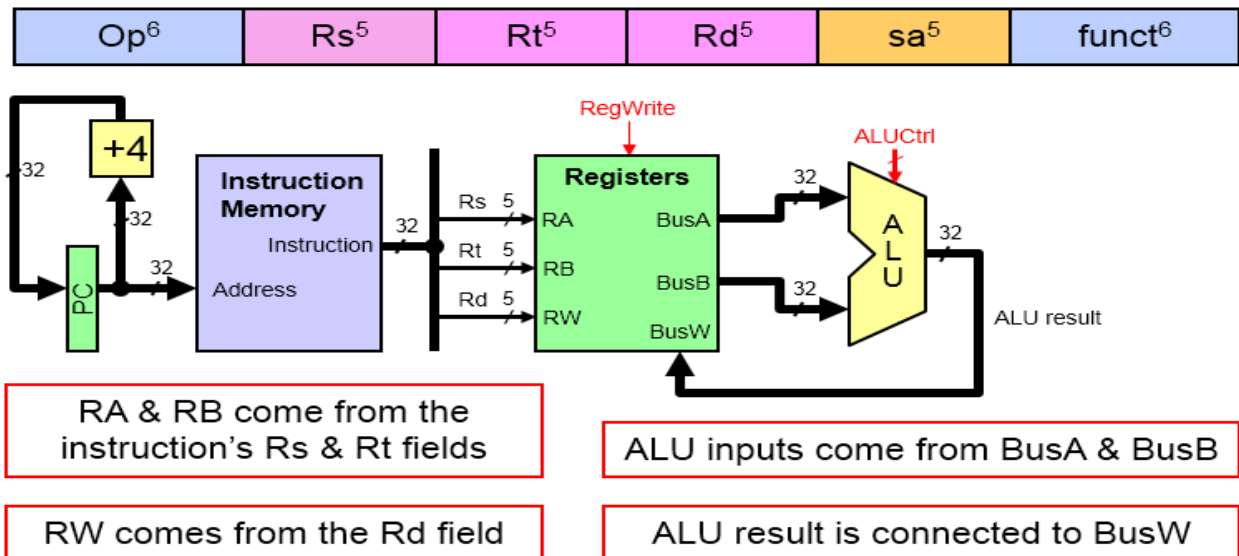 Op⁶ Rs⁵ Rt⁵ Rd⁵ sa⁵ funct⁶
RegWrite
ALUCtrl
+4
32
32
32
PC
Instruction
Memory
Instruction
Address
32
Rs 5
Rt 5
Rd 5
Registers
RA
RB
RW
BusA
BusB
BusW
32
32
A
L
U
32
ALU result
RA & RB come from the
instruction's Rs & Rt fields
ALU inputs come from BusA & BusB
RW comes from the Rd field
ALU result is connected to BusW